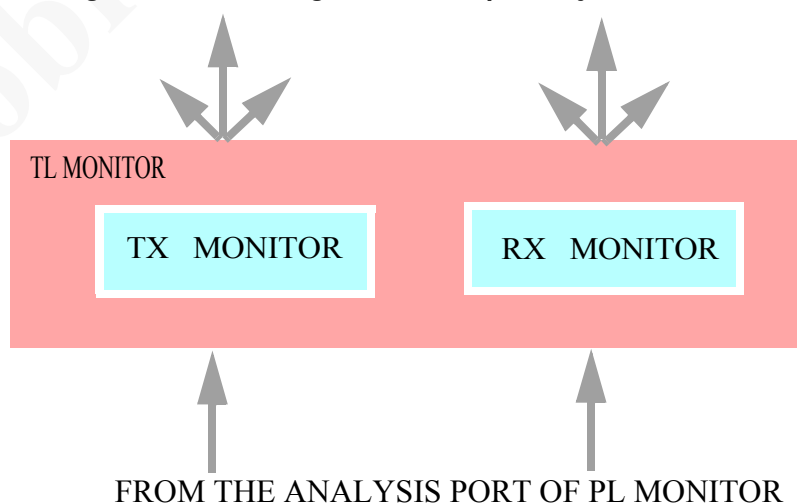 TL MONITOR
TX MONITOR
RX MONITOR
FROM THE ANALYSIS PORT OF PL MONITOR